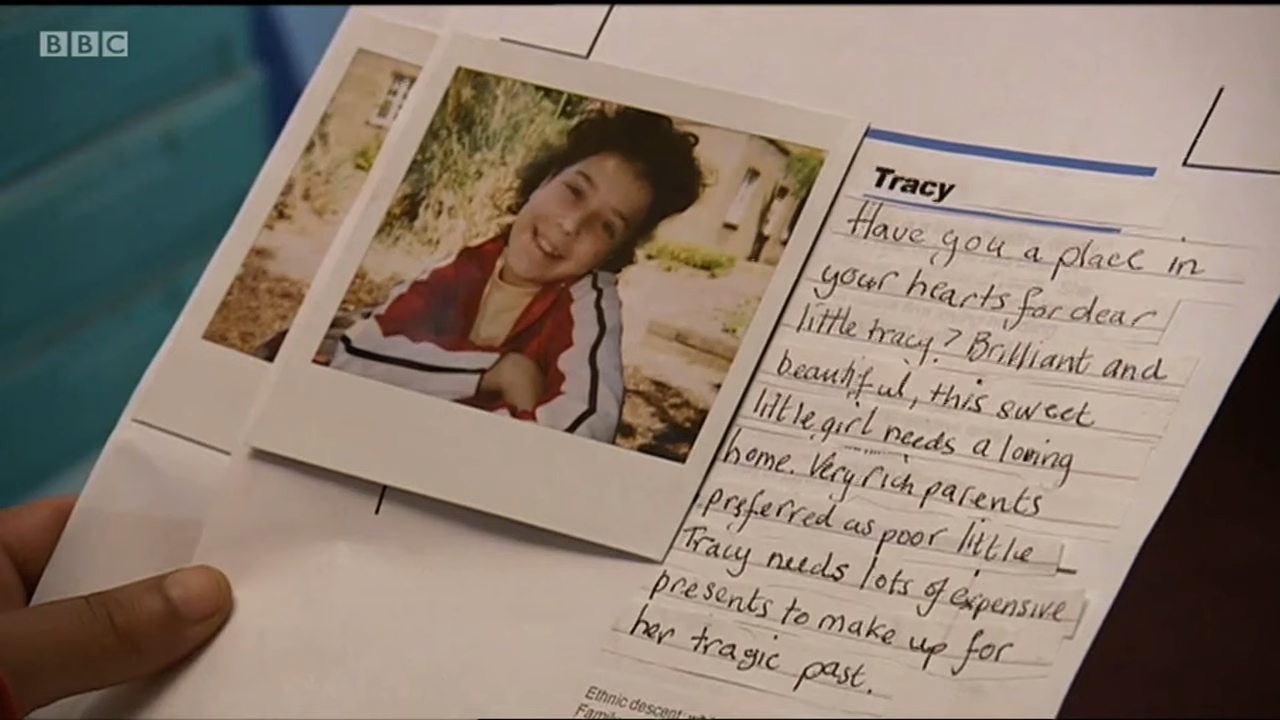 BBC
Tracy
Have you a place in
your hearts for dear
little tracy? Brilliant and
beautiful, this sweet
little girl needs a loving
home. Very rich parents
preferred as poor little
Tracy needs lots of expensive
presents to make up for
her tragic past.
Ethnic descent: